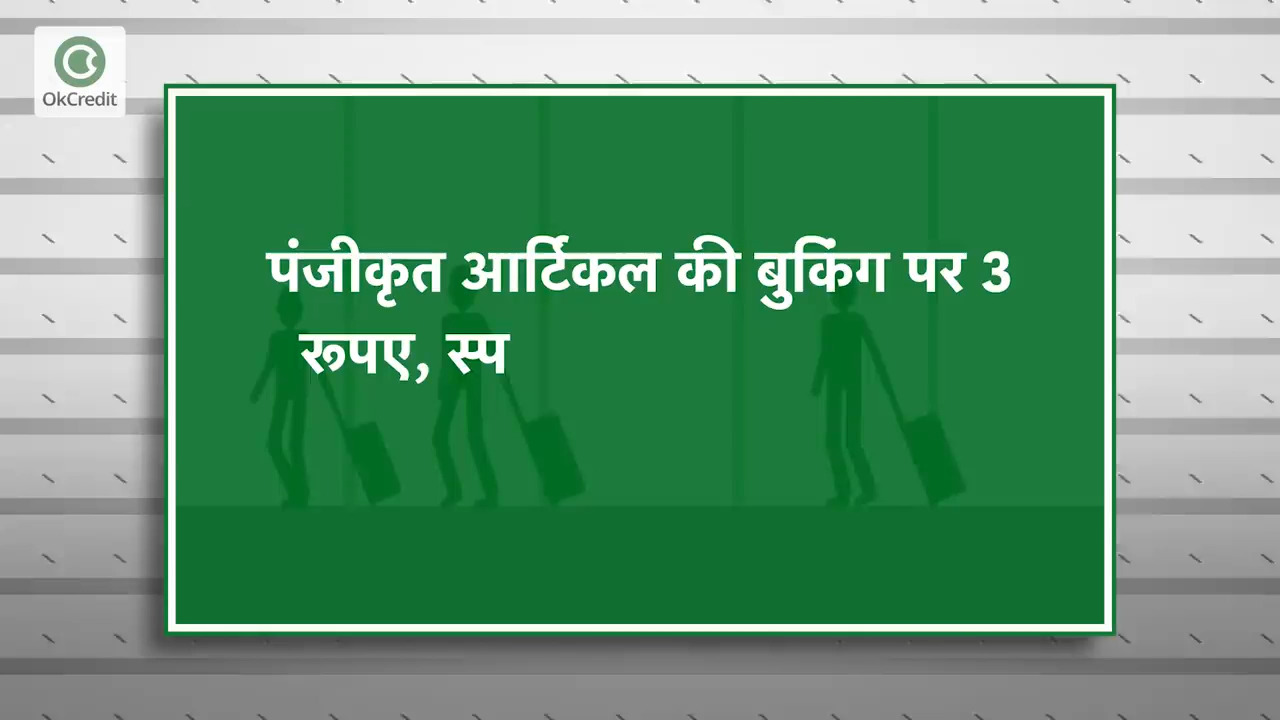 OkCredit
पंजीकृत आर्टिकल की बुकिंग पर 3
रूपए, स्प